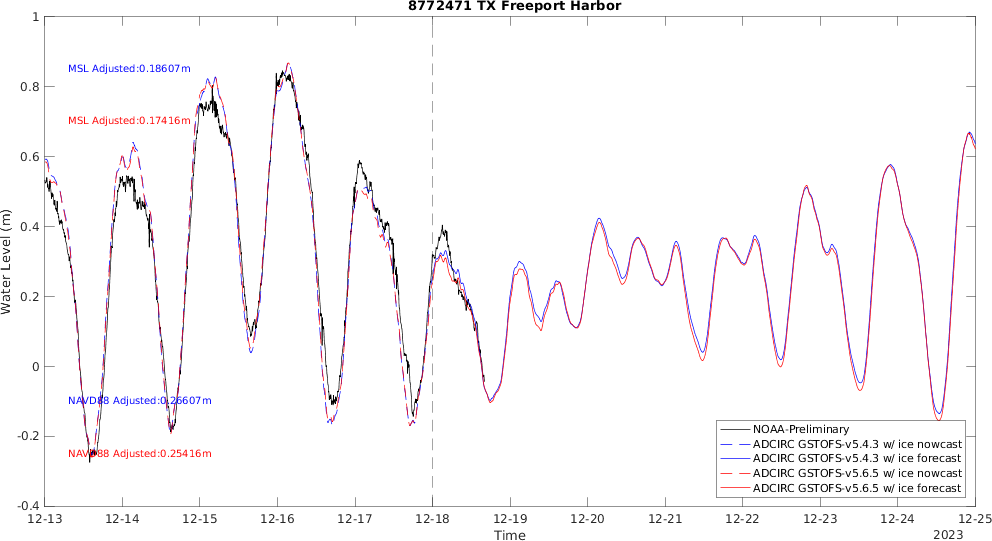 8772471 TX Freeport Harbor
1
0.8
0.6
0.4
0.2
0
-0.2
-0.4
Water Level (m)
MSL Adjusted:0.18607m
MSL Adjusted:0.17416m
NAVD88 Adjusted:0.26607m
NAVD88 Adjusted:0.25416m
NOAA-Preliminary
ADCIRC GSTOFS-v5.4.3 w/ ice nowcast
ADCIRC GSTOFS-v5.4.3 w/ ice forecast
ADCIRC GSTOFS-v5.6.5 w/ ice nowcast
ADCIRC GSTOFS-v5.6.5 w/ ice forecast
12-13 12-14 12-15 12-16 12-17 12-18 12-19 12-20 12-21 12-22 12-23 12-24 12-25
Time
2023